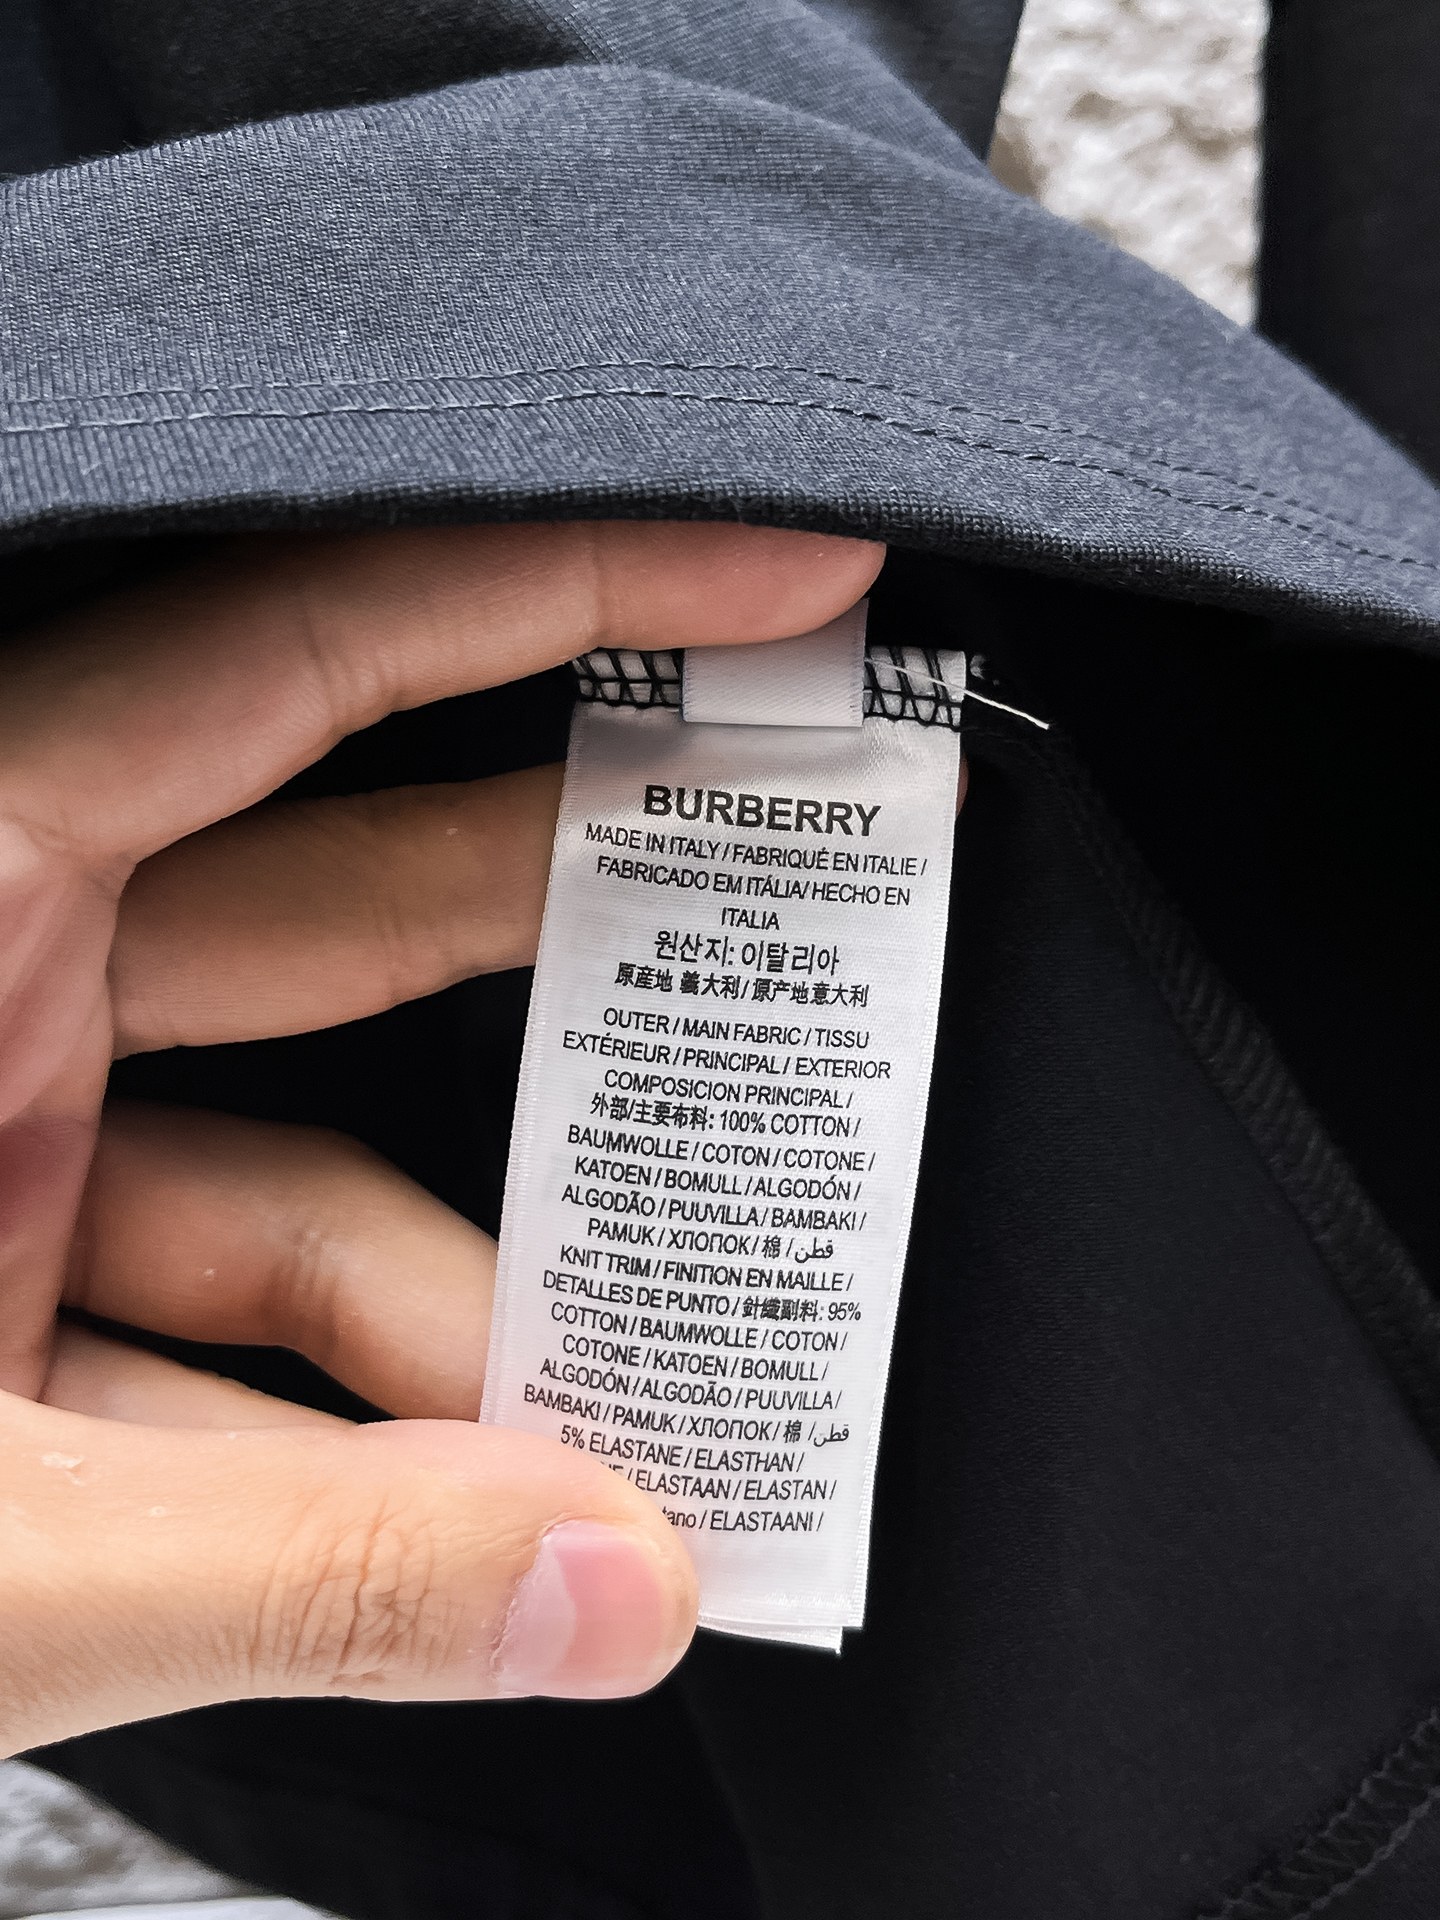 BURBERRY
MADE IN ITALY / FABRIQUÉ EN ITALIE /
FABRICADO EM ITÁLIA/ HECHO EN
ITALIA
원산지: 이탈리아
原産地 義大利 / 原产地意大利
OUTER / MAIN FABRIC / TISSU
EXTÉRIEUR / PRINCIPAL / EXTERIOR
COMPOSICION PRINCIPAL /
外部/主要布料: 100% COTTON /
BAUMWOLLE / COTON / COTONE /
KATOEN / BOMULL / ALGODÓN /
ALGODÃO / PUUVILLA / BAMBAKI /
PAMUK / ХЛОПОК / 棉 / قطن
KNIT TRIM / FINITION EN MAILLE /
DETALLES DE PUNTO / 針織副料: 95%
COTTON / BAUMWOLLE / COTON /
COTONE / KATOEN / BOMULL /
ALGODÓN / ALGODÃO / PUUVILLA /
BAMBAKI / PAMUK / ХЛОПОК / 棉 / قطن
5% ELASTANE / ELASTHAN /
/ ELASTAAN / ELASTAN /
/ ELASTAANI /